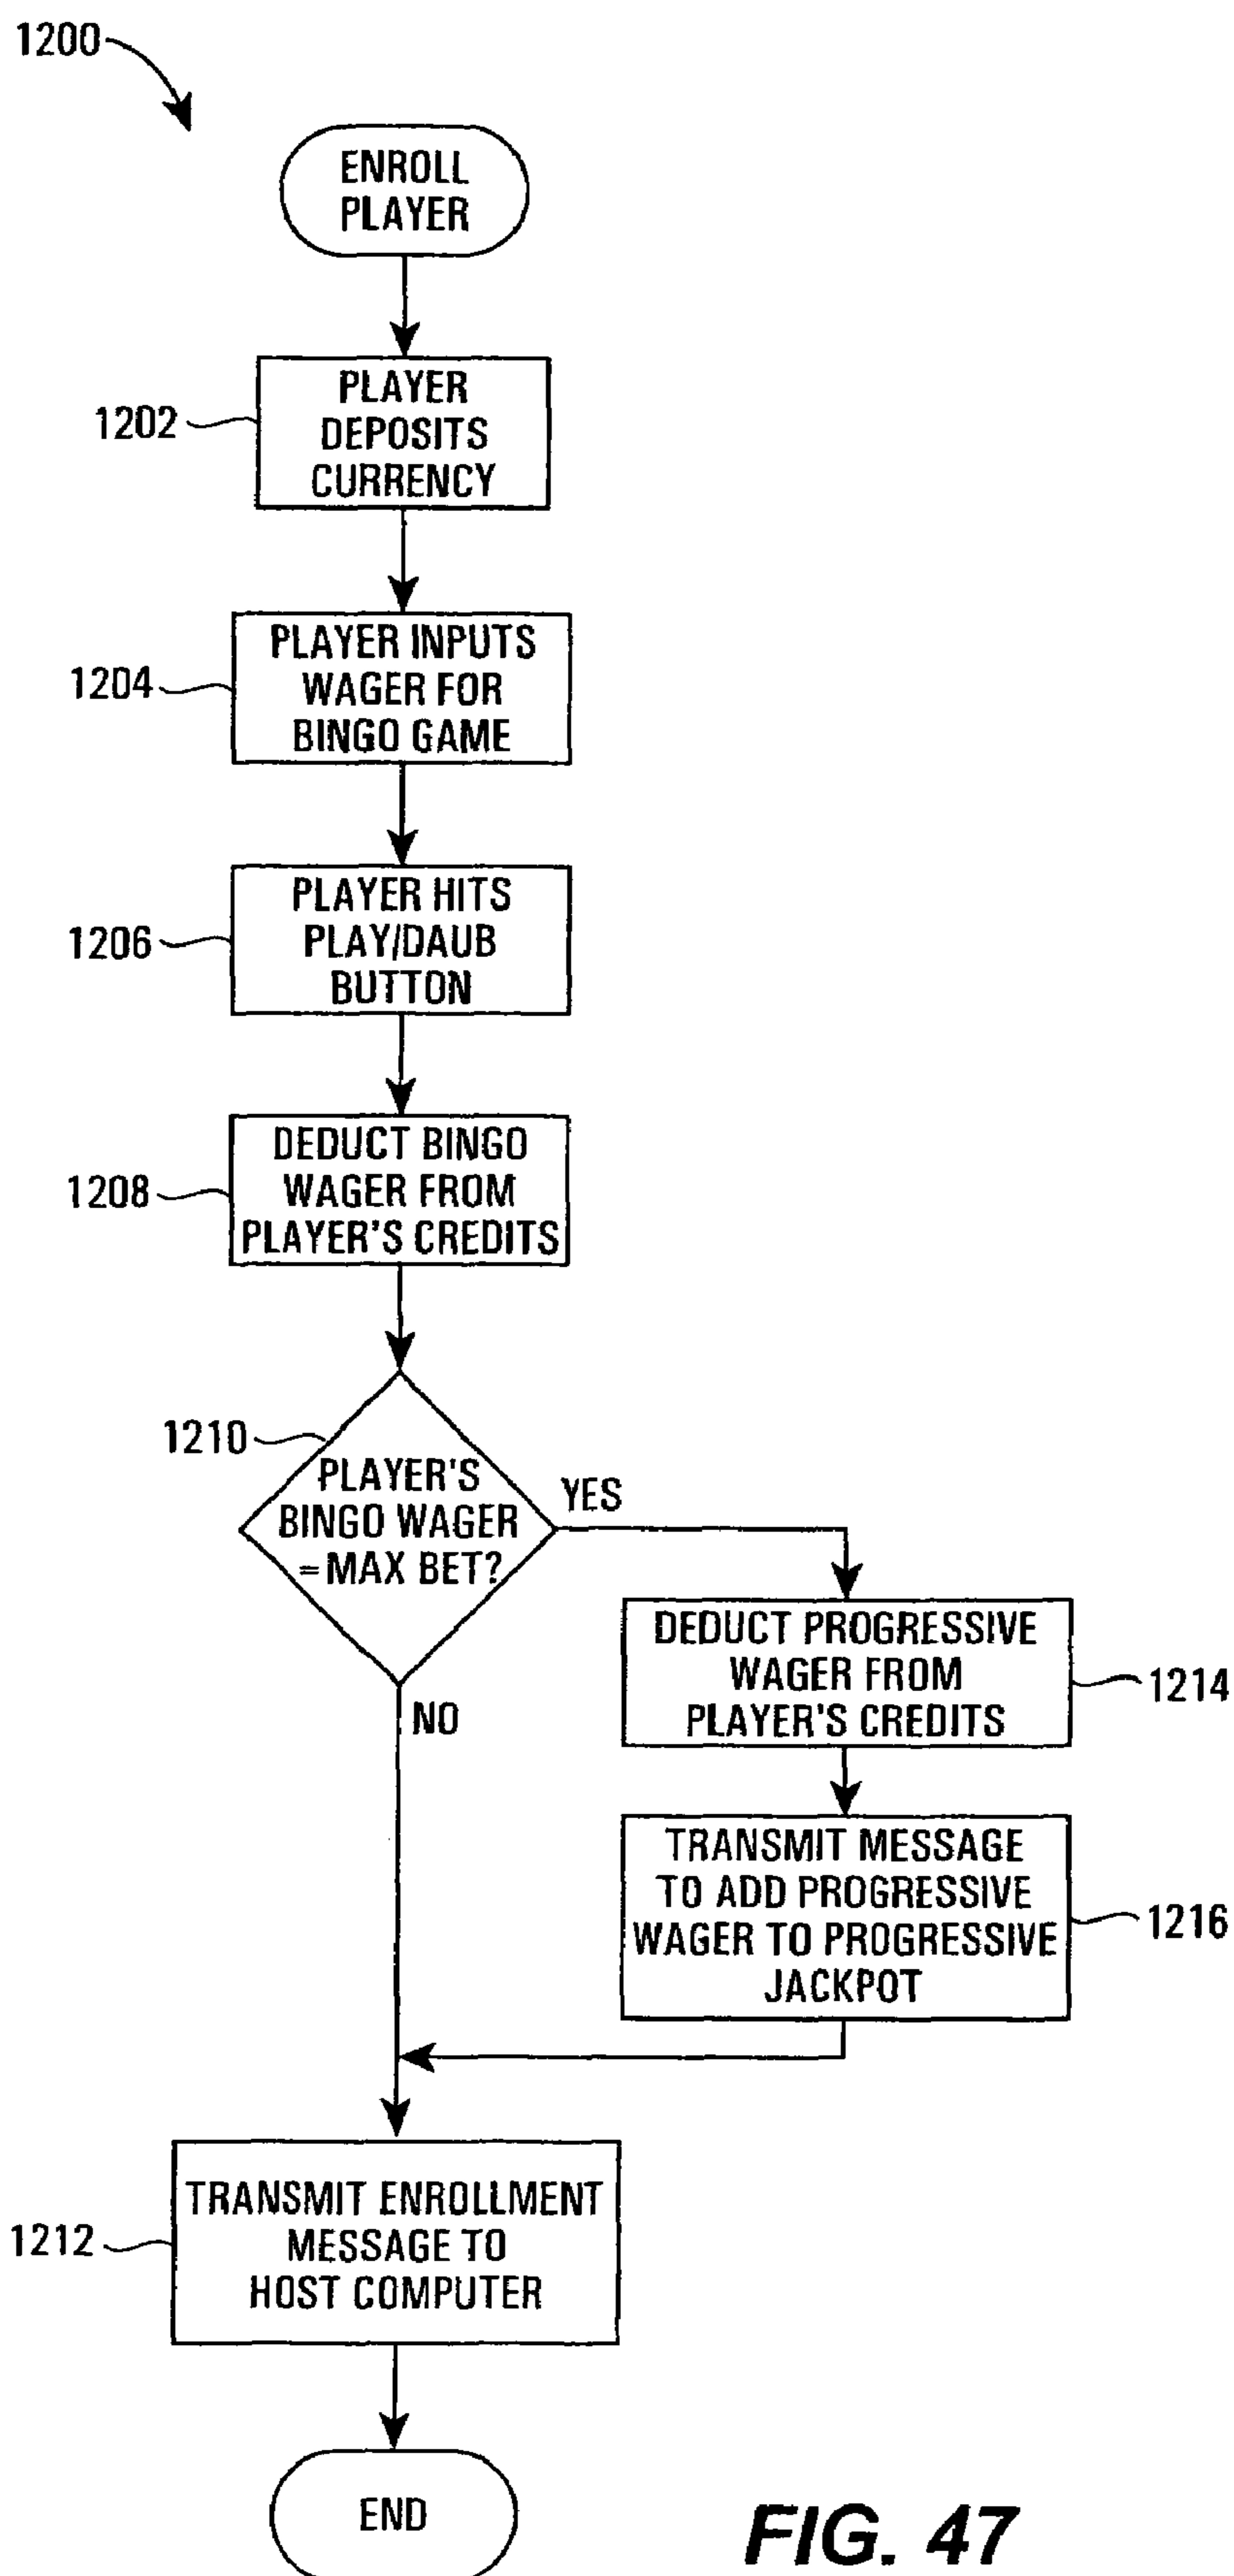 1200
ENROLL
PLAYER
1202
PLAYER
DEPOSITS
CURRENCY
1204
PLAYER INPUTS
WAGER FOR
BINGO GAME
1206
PLAYER HITS
PLAY/DAUB
BUTTON
1208
DEDUCT BINGO
WAGER FROM
PLAYER'S CREDITS
1210
PLAYER'S
BINGO WAGER
=MAX BET?
YES
NO
DEDUCT PROGRESSIVE
WAGER FROM
PLAYER'S CREDITS
1214
TRANSMIT MESSAGE
TO ADD PROGRESSIVE
WAGER TO PROGRESSIVE
JACKPOT
1216
1212
TRANSMIT ENROLLMENT
MESSAGE TO
HOST COMPUTER
END
FIG. 47